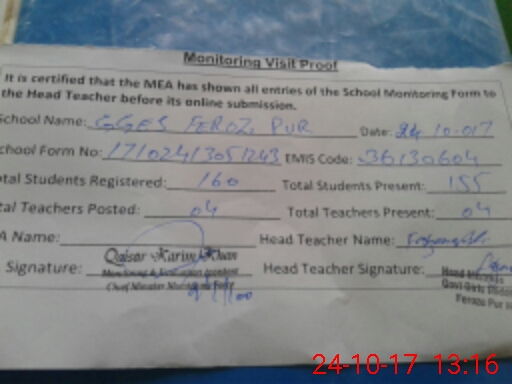 Monitoring Visit Proof
It is certified that the MEA has shown all entries of the School Monitoring Form to
the Head Teacher before its online submission.
School Name: GGES FEROZ PUR Date: 24.10.017
School Form No: EMIS Code: 36130604
Total Students Registered: 160 Total Students Present: 155
Total Teachers Posted: 04 Total Teachers Present: 04
A Name: Head Teacher Name:
Signature: Qaisar Karim Khan Head Teacher Signature:
24-10-17 13:16